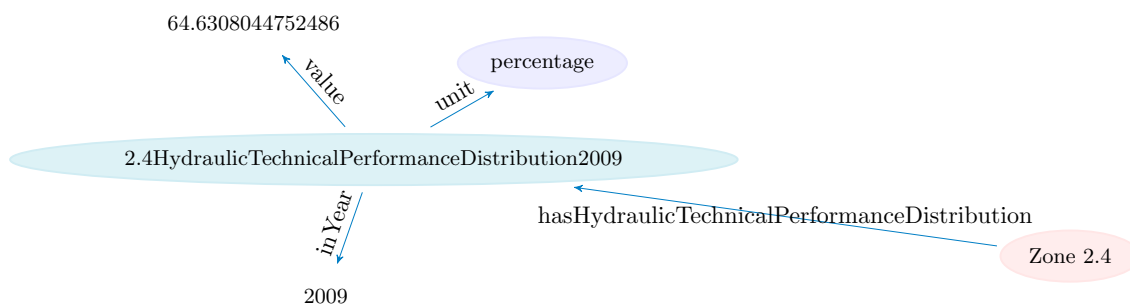 64.6308044752486
percentage
value
unit
2.4HydraulicTechnicalPerformanceDistribution2009
inYear
hasHydraulicTechnicalPerformanceDistribution
Zone 2.4
2009